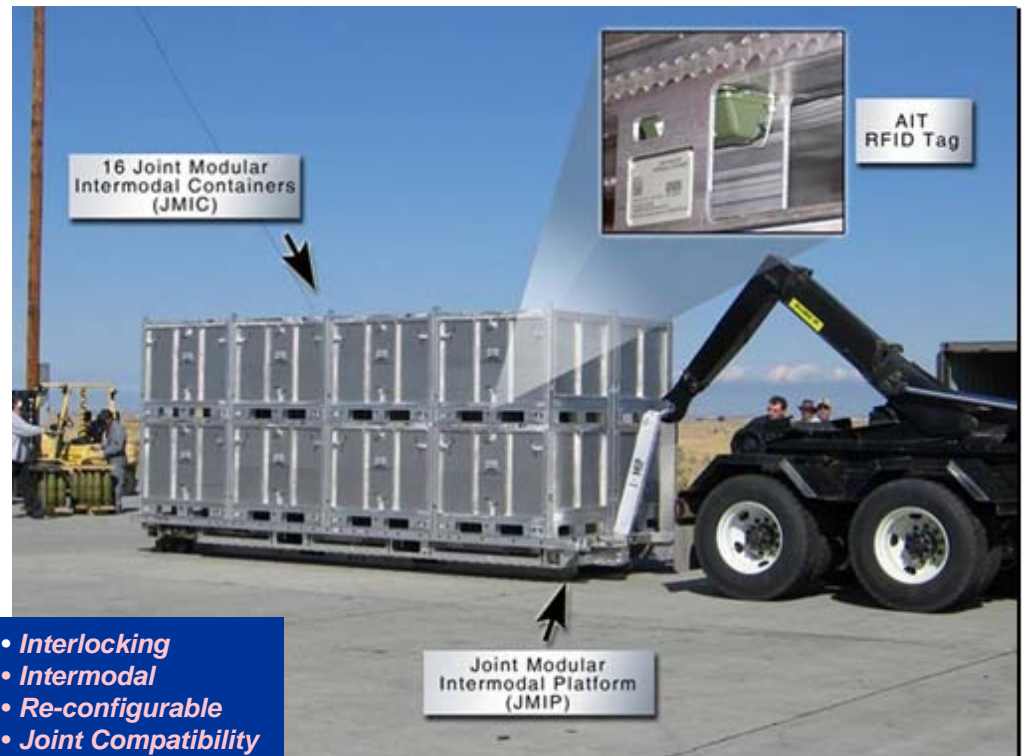 AIT
RFID Tag
16 Joint Modular
Intermodal Containers
(JMIC)
Joint Modular
Intermodal Platform
(JMIP)
• Interlocking
• Intermodal
• Re-configurable
• Joint Compatibility